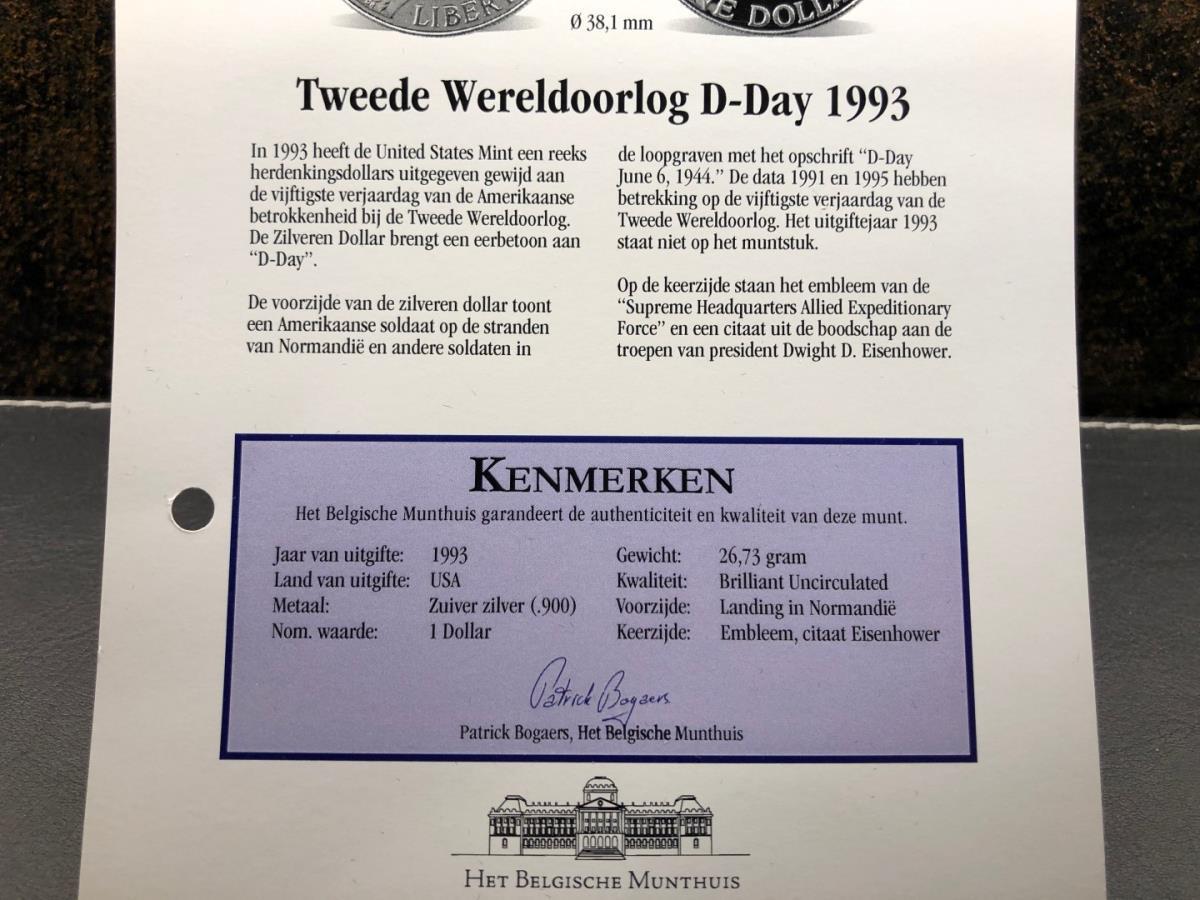 LIBERT
NE DOLLA
Ø 38,1 mm
Tweede Wereldoorlog D-Day 1993
In 1993 heeft de United States Mint een reeks
herdenkingsdollars uitgegeven gewijd aan
de vijftigste verjaardag van de Amerikaanse
betrokkenheid bij de Tweede Wereldoorlog.
De Zilveren Dollar brengt een eerbetoon aan
“D-Day”.
De voorzijde van de zilveren dollar toont
een Amerikaanse soldaat op de stranden
van Normandië en andere soldaten in
de loopgraven met het opschrift “D-Day
June 6, 1944.” De data 1991 en 1995 hebben
betrekking op de vijftigste verjaardag van de
Tweede Wereldoorlog. Het uitgiftejaar 1993
staat niet op het muntstuk.
Op de keerzijde staan het embleem van de
“Supreme Headquarters Allied Expeditionary
Force” en een citaat uit de boodschap aan de
troepen van president Dwight D. Eisenhower.
KENMERKEN
Het Belgische Munthuis garandeert de authenticiteit en kwaliteit van deze munt.
Jaar van uitgifte: 1993
Land van uitgifte: USA
Metaal: Zuiver zilver (.900)
Nom. waarde: 1 Dollar
Gewicht: 26,73 gram
Kwaliteit: Brilliant Uncirculated
Voorzijde: Landing in Normandië
Keerzijde: Embleem, citaat Eisenhower
Patrick Bogaers
Patrick Bogaers, Het Belgische Munthuis
HET BELGISCHE MUNTHUIS